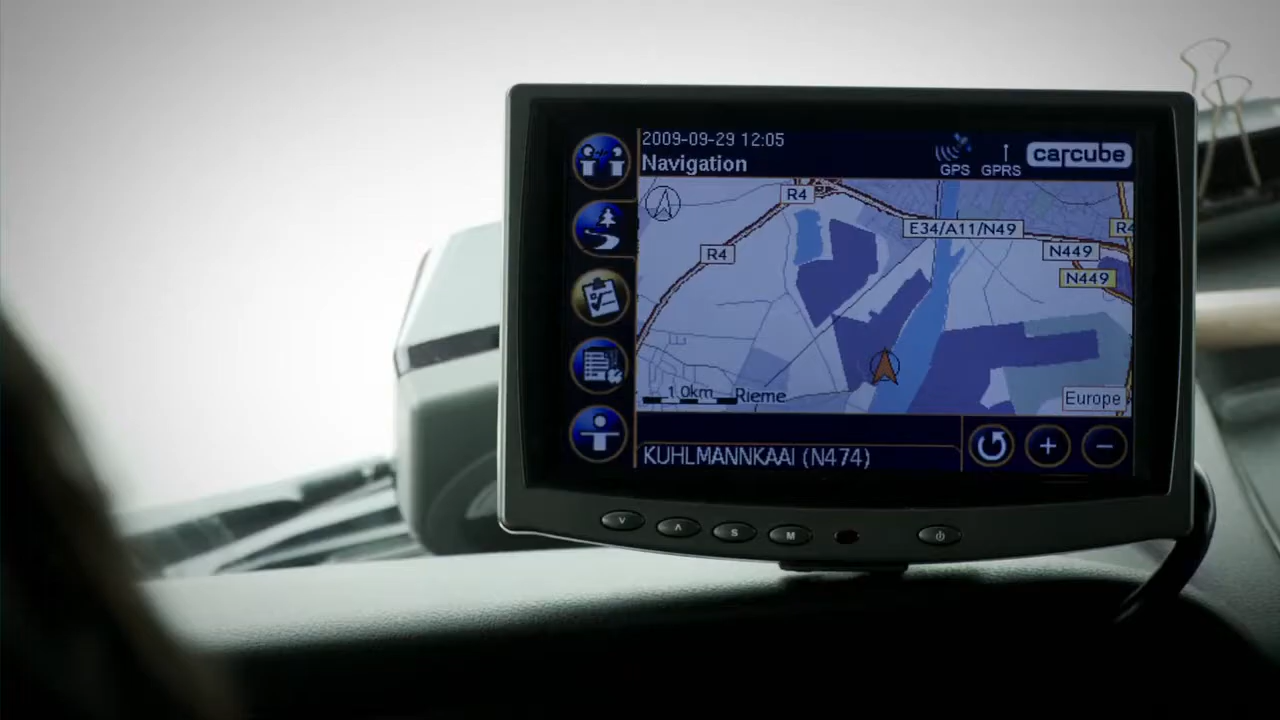 2009-09-29 12:05
Navigation
GPS
GPRS
carcube
R4
E34/A11/N49
R4
R4
N449
N449
1.0km
Rieme
Europe
KUHLMANNKAAI (N474)
V
Λ
S
M